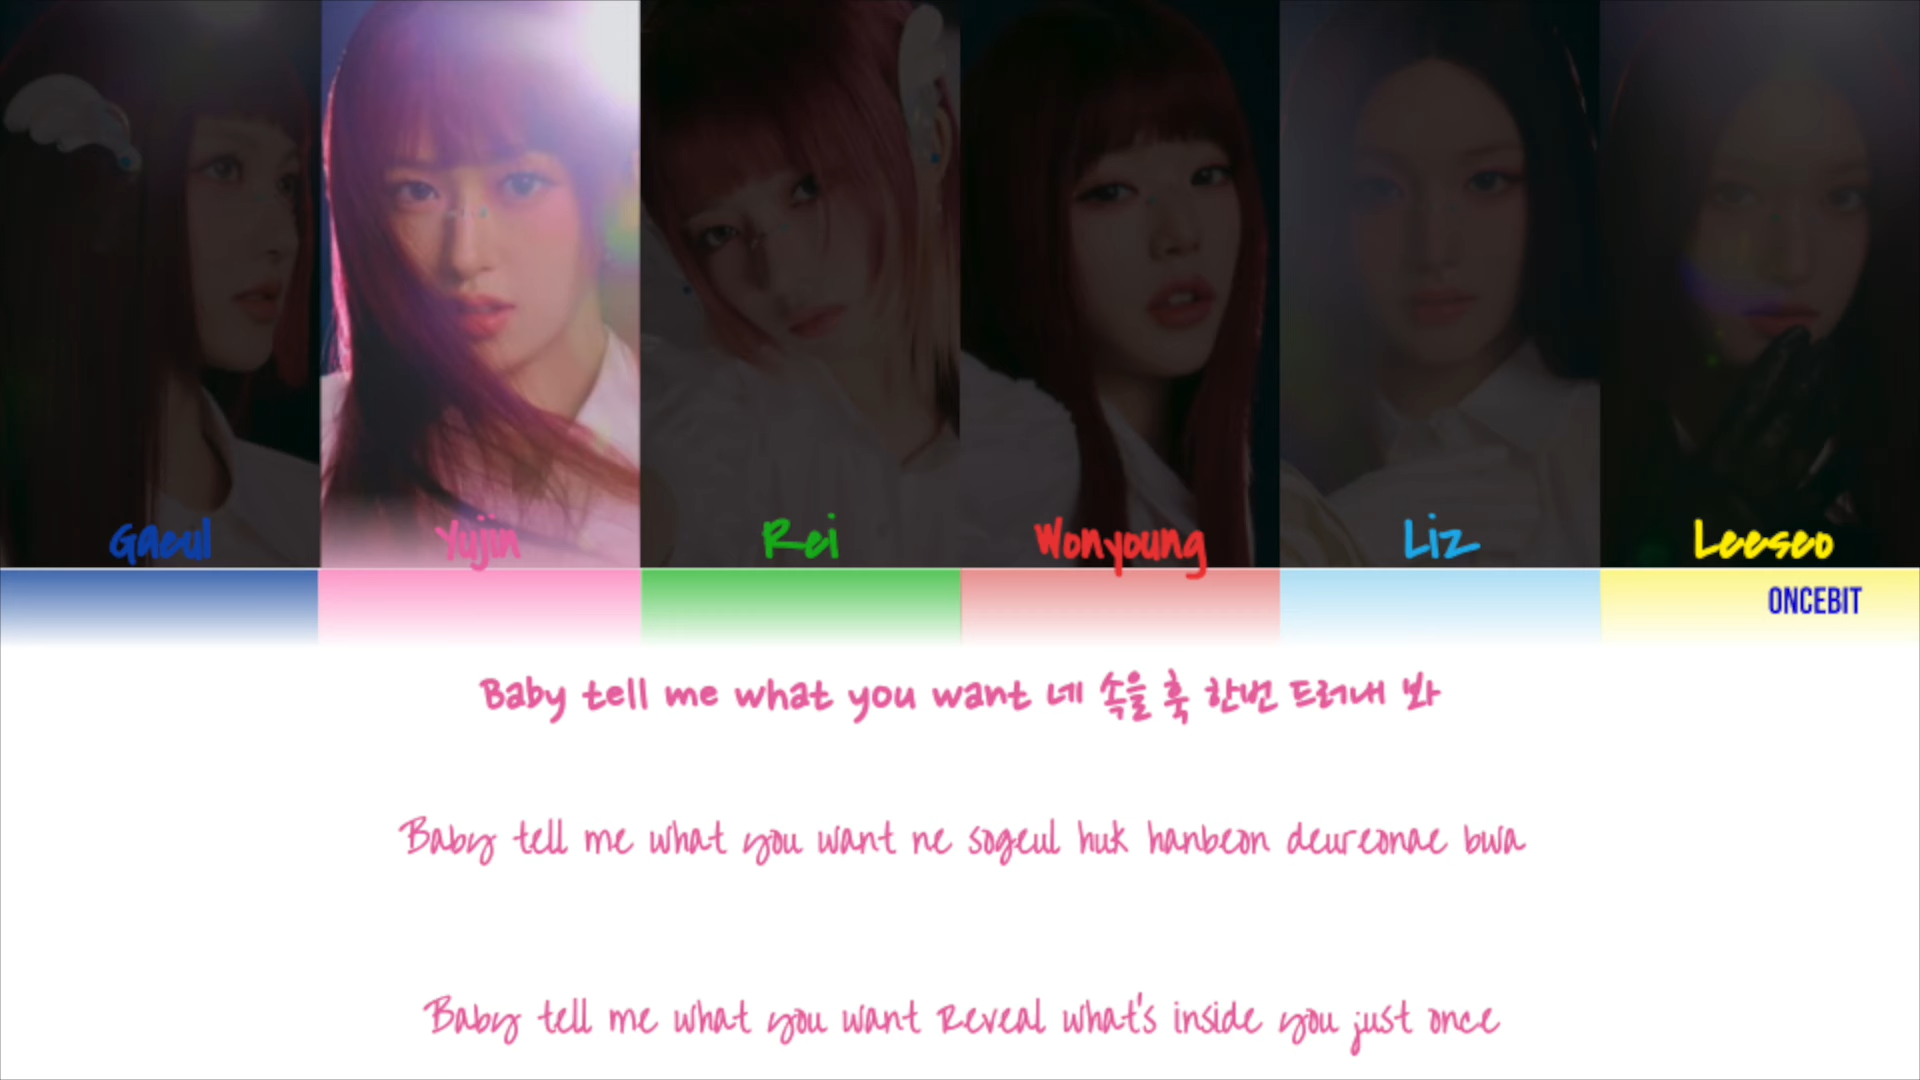 Gaeul Yujin Rei Wonyoung Liz Leeseo
ONCEBIT
Baby tell me what you want 네 속을 훅 한번 드러내 봐
Baby tell me what you want ne sogeul huk hanbeon deureonae bwa
Baby tell me what you want Reveal what's inside you just once